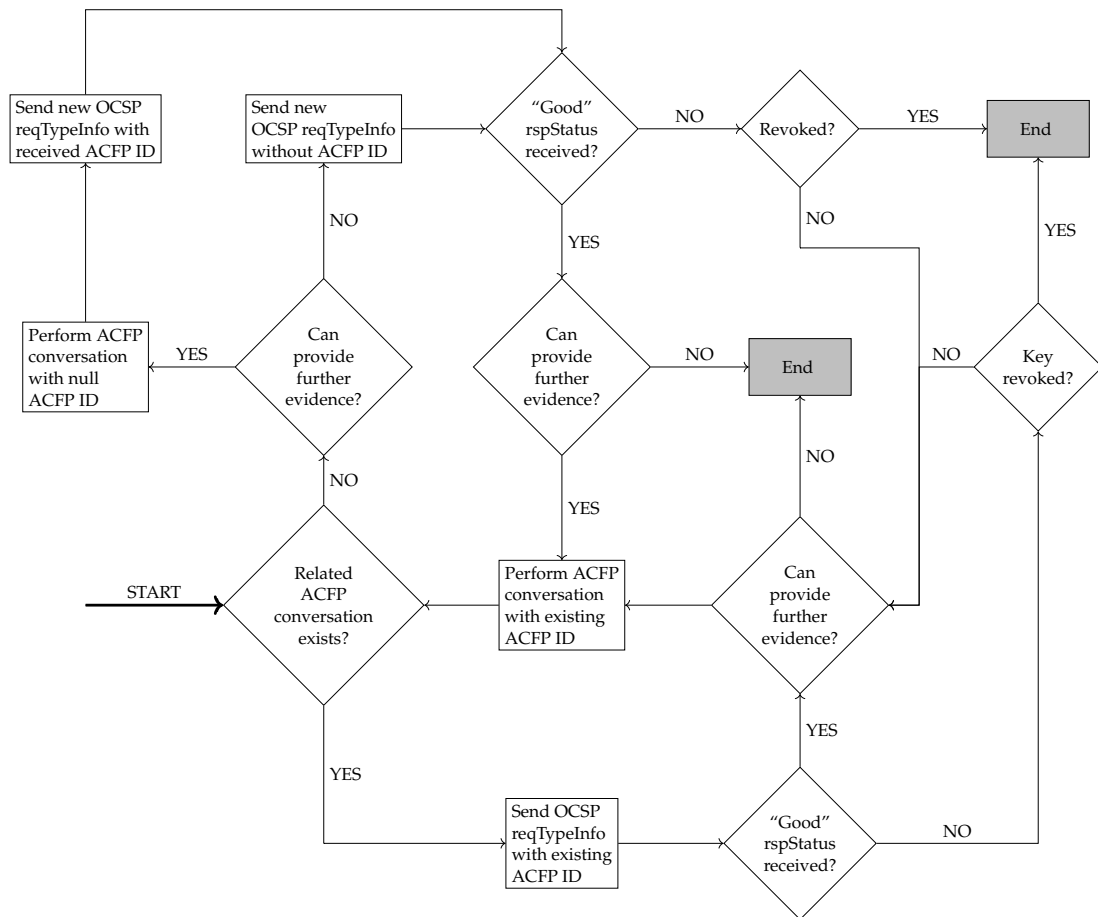 Send new OCSP
reqTypeInfo with
received ACFP ID
Send new
OCSP reqTypeInfo
without ACFP ID
“Good”
rspStatus
received?
NO
Revoked?
YES
End
NO
YES
NO
YES
Perform ACFP
conversation
with null
ACFP ID
YES
Can
provide
further
evidence?
Can
provide
further
evidence?
NO
End
NO
Key
revoked?
NO
NO
YES
START
Related
ACFP
conversation
exists?
Perform ACFP
conversation
with existing
ACFP ID
Can
provide
further
evidence?
YES
YES
Send OCSP
reqTypeInfo
with existing
ACFP ID
“Good”
rspStatus
received?
NO